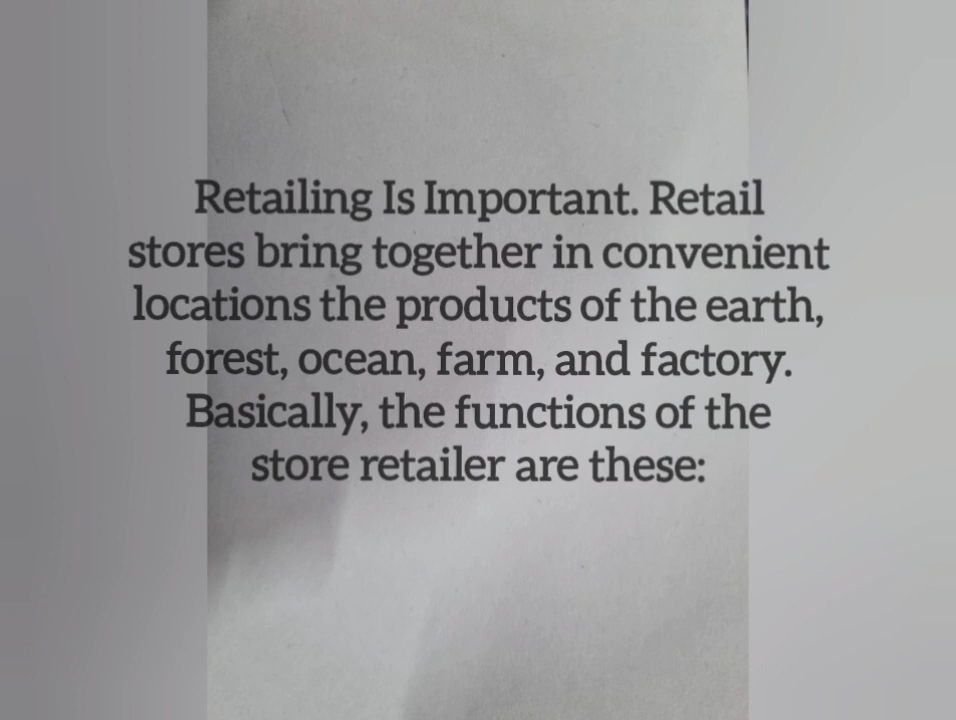 Retailing Is Important. Retail
stores bring together in convenient
locations the products of the earth,
forest, ocean, farm, and factory.
Basically, the functions of the
store retailer are these: